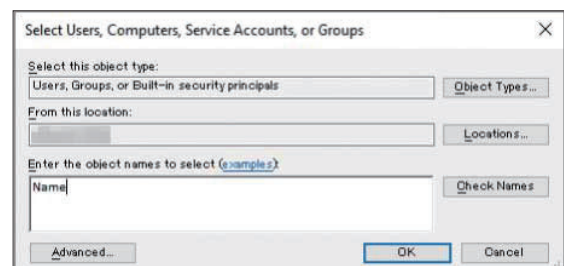 Select Users, Computers, Service Accounts, or Groups
Select this object type:
Users, Groups, or Built-in security principals
Object Types...
From this location:
Locations...
Enter the object names to select (examples):
Name
Check Names
Advanced...
OK
Cancel